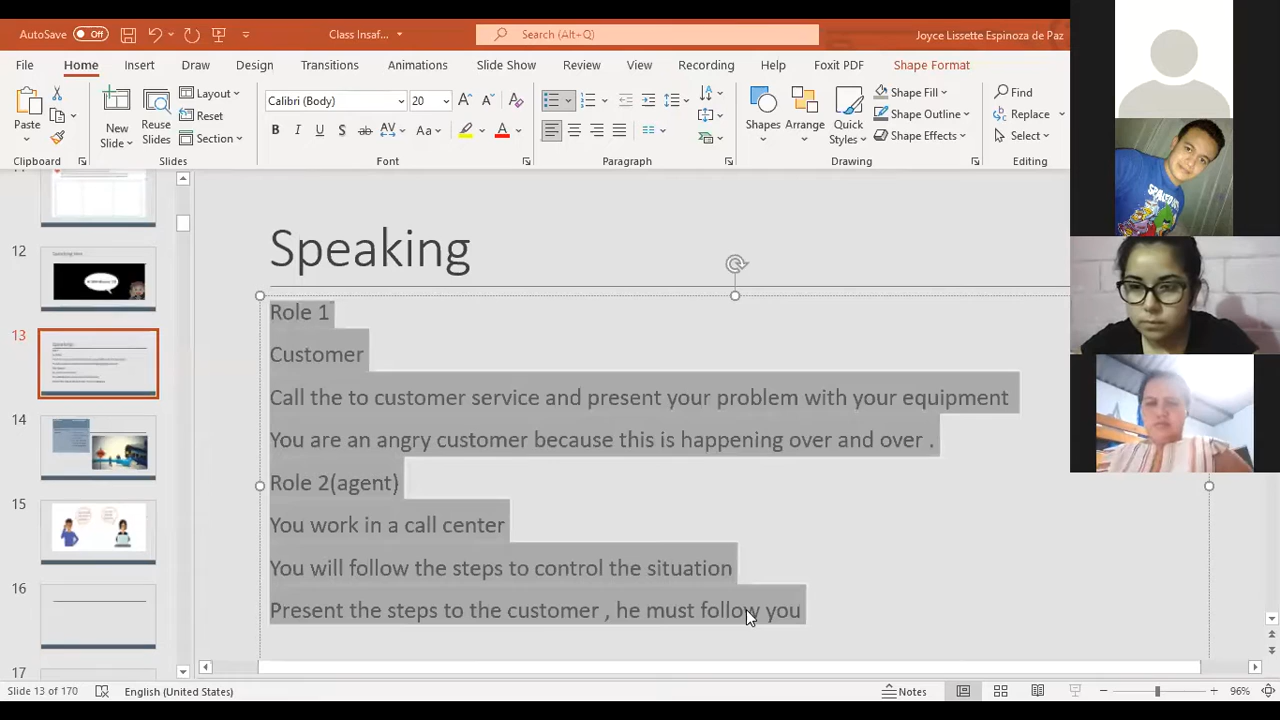 AutoSave Off Class Insaf... Search (Alt+Q) Joyce Lissette Espinoza de Paz
File Home Insert Draw Design Transitions Animations Slide Show Review View Recording Help Foxit PDF Shape Format
Paste New Slide Reuse Slides Layout Reset Section Calibri (Body) 20 Shapes Arrange Quick Styles Shape Fill Shape Outline Shape Effects Find Replace Select
Clipboard Slides Font Paragraph Drawing Editing
12
13
14
15
16
17
Speaking
Role 1
Customer
Call the to customer service and present your problem with your equipment
You are an angry customer because this is happening over and over .
Role 2(agent)
You work in a call center
You will follow the steps to control the situation
Present the steps to the customer , he must follow you
Slide 13 of 170 English (United States) Notes 96%